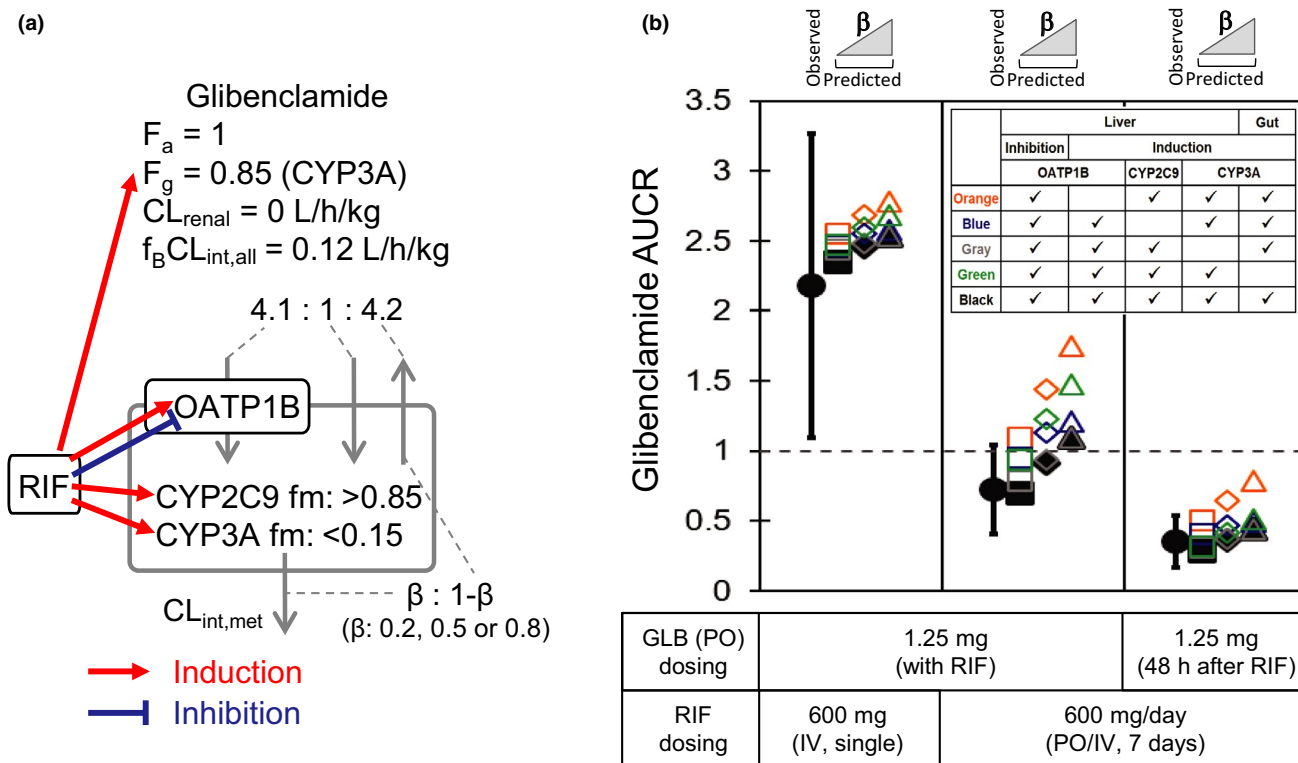 (a)
Glibenclamide
Fa = 1
Fg = 0.85 (CYP3A)
CLrenal = 0 L/h/kg
fBCLint,all = 0.12 L/h/kg
4.1 : 1 : 4.2
OATP1B
RIF
CYP2C9 fm: >0.85
CYP3A fm: <0.15
CLint,met
β : 1-β
(β: 0.2, 0.5 or 0.8)
Induction
Inhibition
(b)
Observed
β
Predicted
Observed
β
Predicted
Observed
β
Predicted
Glibenclamide AUCR
3.5
3
2.5
2
1.5
1
0.5
0
Liver Gut
Inhibition Induction
OATP1B CYP2C9 CYP3A
Orange ✓ ✓ ✓ ✓
Blue ✓ ✓ ✓ ✓
Gray ✓ ✓ ✓ ✓
Green ✓ ✓ ✓ ✓
Black ✓ ✓ ✓ ✓ ✓
GLB (PO)
dosing
1.25 mg
(with RIF)
1.25 mg
(48 h after RIF)
RIF
dosing
600 mg
(IV, single)
600 mg/day
(PO/IV, 7 days)